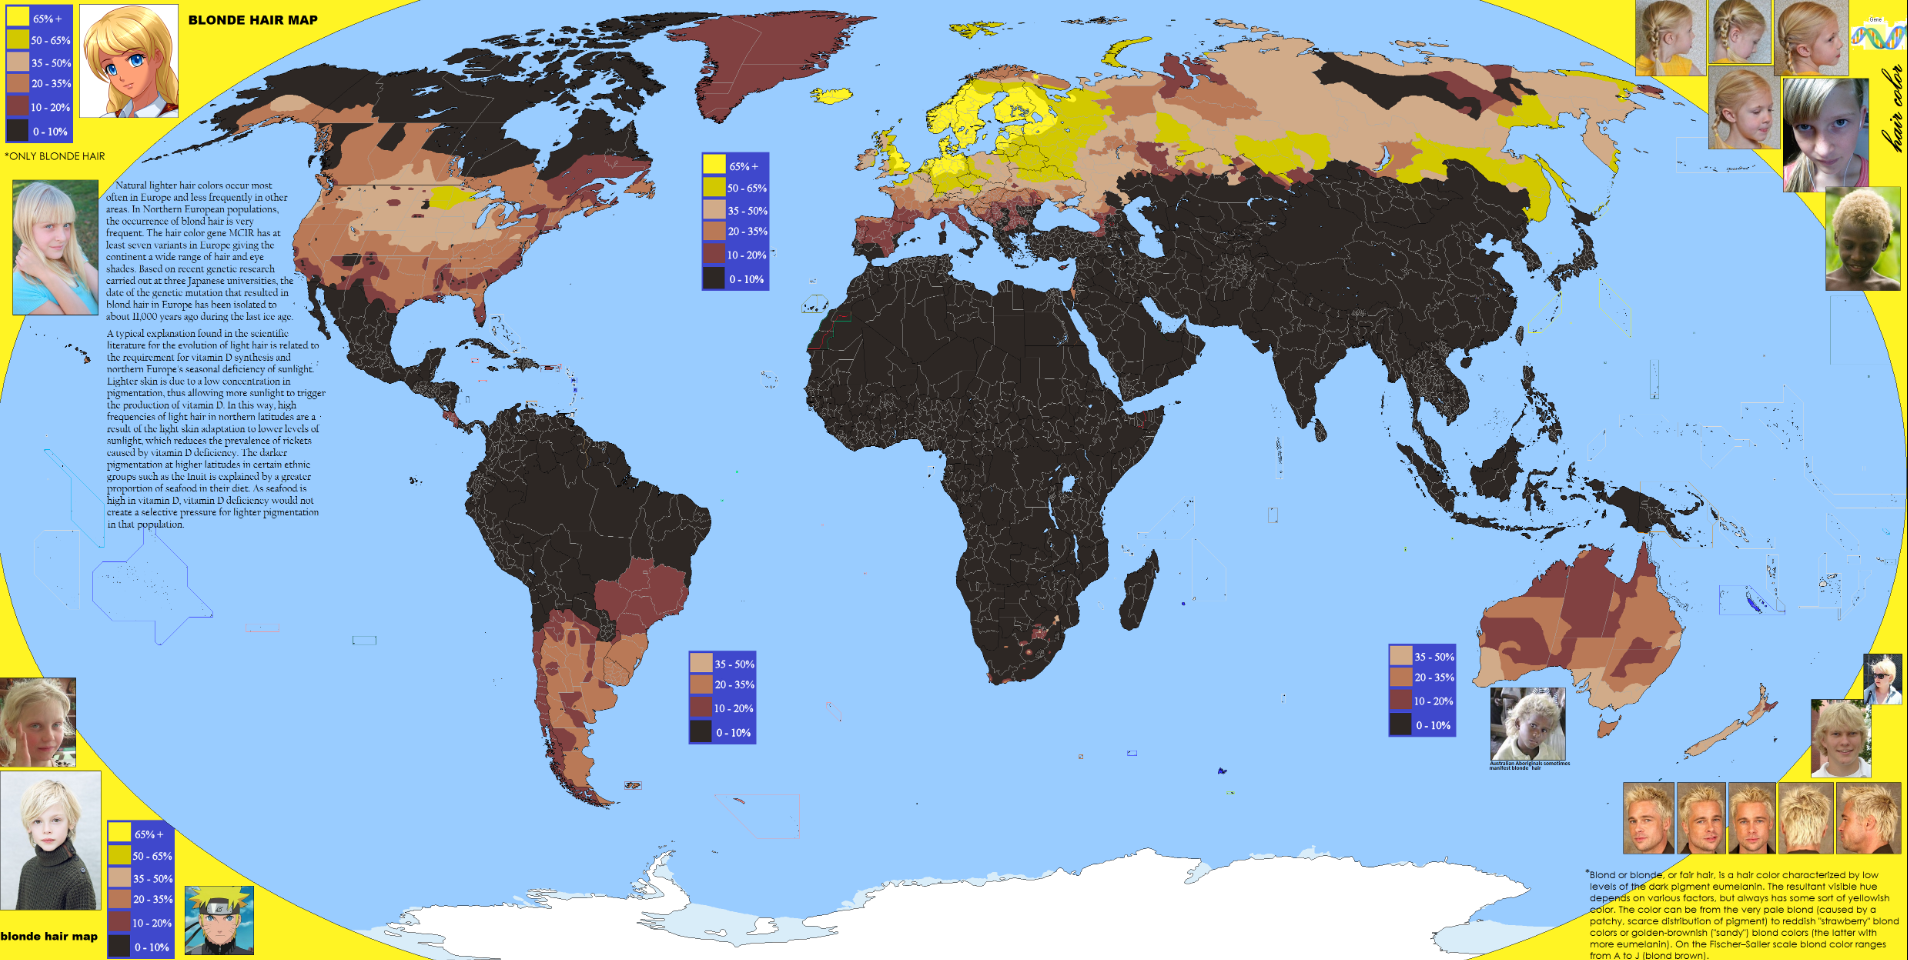 BLONDE HAIR MAP
65% +
50 - 65%
35 - 50%
20 - 35%
10 - 20%
0 - 10%
*ONLY BLONDE HAIR
Gene
hair color
Natural lighter hair colors occur most
often in Europe and less frequently in other
areas. In Northern European populations,
the occurrence of blond hair is very
frequent. The hair color gene MC1R has at
least seven variants in Europe giving the
continent a wide range of hair and eye
shades. Based on recent genetic research
carried out at three Japanese universities, the
date of the genetic mutation that resulted in
blond hair in Europe has been isolated to
about 11,000 years ago during the last ice age.
A typical explanation found in the scientific
literature for the evolution of light hair is related to
the requirement for vitamin D synthesis and
northern Europe's seasonal deficiency of sunlight.
Lighter skin is due to a low concentration in
pigmentation, thus allowing more sunlight to trigger
the production of vitamin D. In this way, high
frequencies of light hair in northern latitudes are a
result of the light skin adaptation to lower levels of
sunlight, which reduces the prevalence of rickets
caused by vitamin D deficiency. The darker
pigmentation at higher latitudes in certain ethnic
groups such as the Inuit is explained by a greater
proportion of seafood in their diet. As seafood is
high in vitamin D, vitamin D deficiency would not
create a selective pressure for lighter pigmentation
in that population.
65% +
50 - 65%
35 - 50%
20 - 35%
10 - 20%
0 - 10%
35 - 50%
20 - 35%
10 - 20%
0 - 10%
35 - 50%
20 - 35%
10 - 20%
0 - 10%
Australian Aboriginals sometimes
manifest blonde hair
65% +
50 - 65%
35 - 50%
20 - 35%
10 - 20%
0 - 10%
blonde hair map
*Blond or blonde, or fair hair, is a hair color characterized by low
levels of the dark pigment eumelanin. The resultant visible hue
depends on various factors, but always has some sort of yellowish
color. The color can be from the very pale blond (caused by a
patchy, scarce distribution of pigment) to reddish "strawberry" blond
colors or golden-brownish ("sandy") blond colors (the latter with
more eumelanin). On the Fischer–Saller scale blond color ranges
from A to J (blond brown).